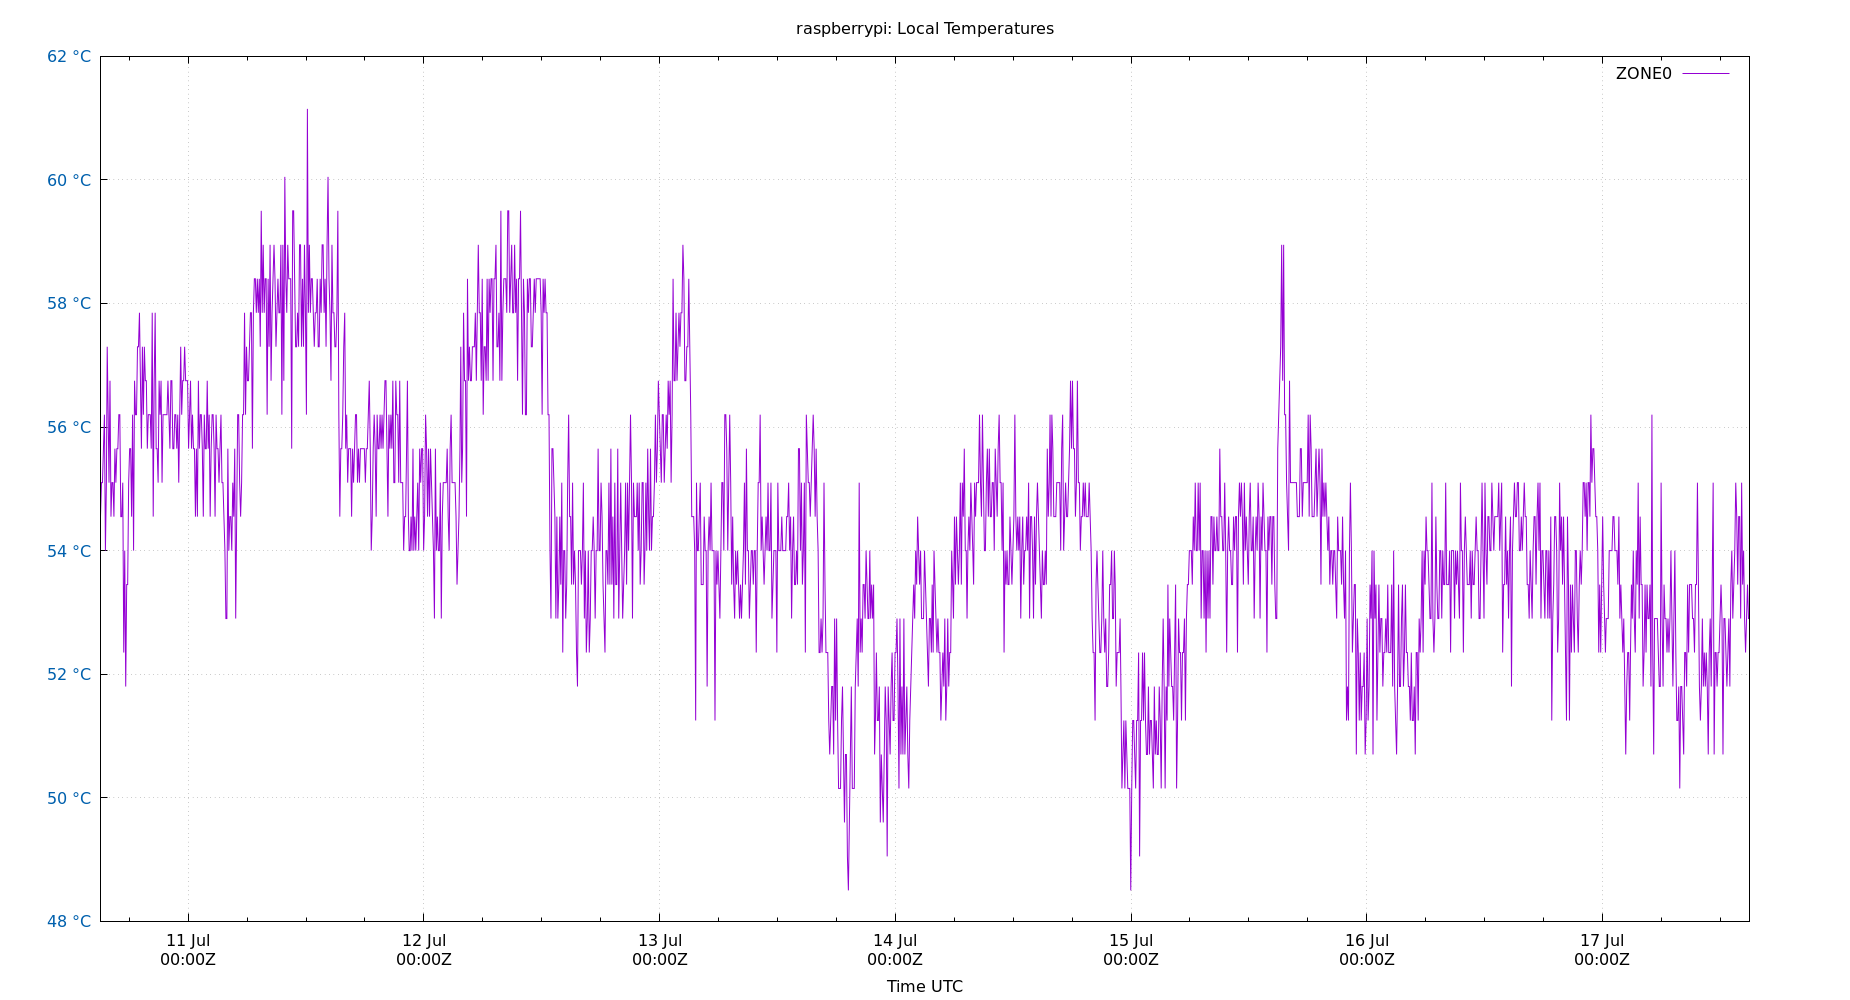 raspberrypi: Local Temperatures
62 °C
ZONE0
60 °C
58 °C
56 °C
54 °C
52 °C
50 °C
48 °C
11 Jul 12 Jul 13 Jul 14 Jul 15 Jul 16 Jul 17 Jul
00:00Z 00:00Z 00:00Z 00:00Z 00:00Z 00:00Z 00:00Z
Time UTC